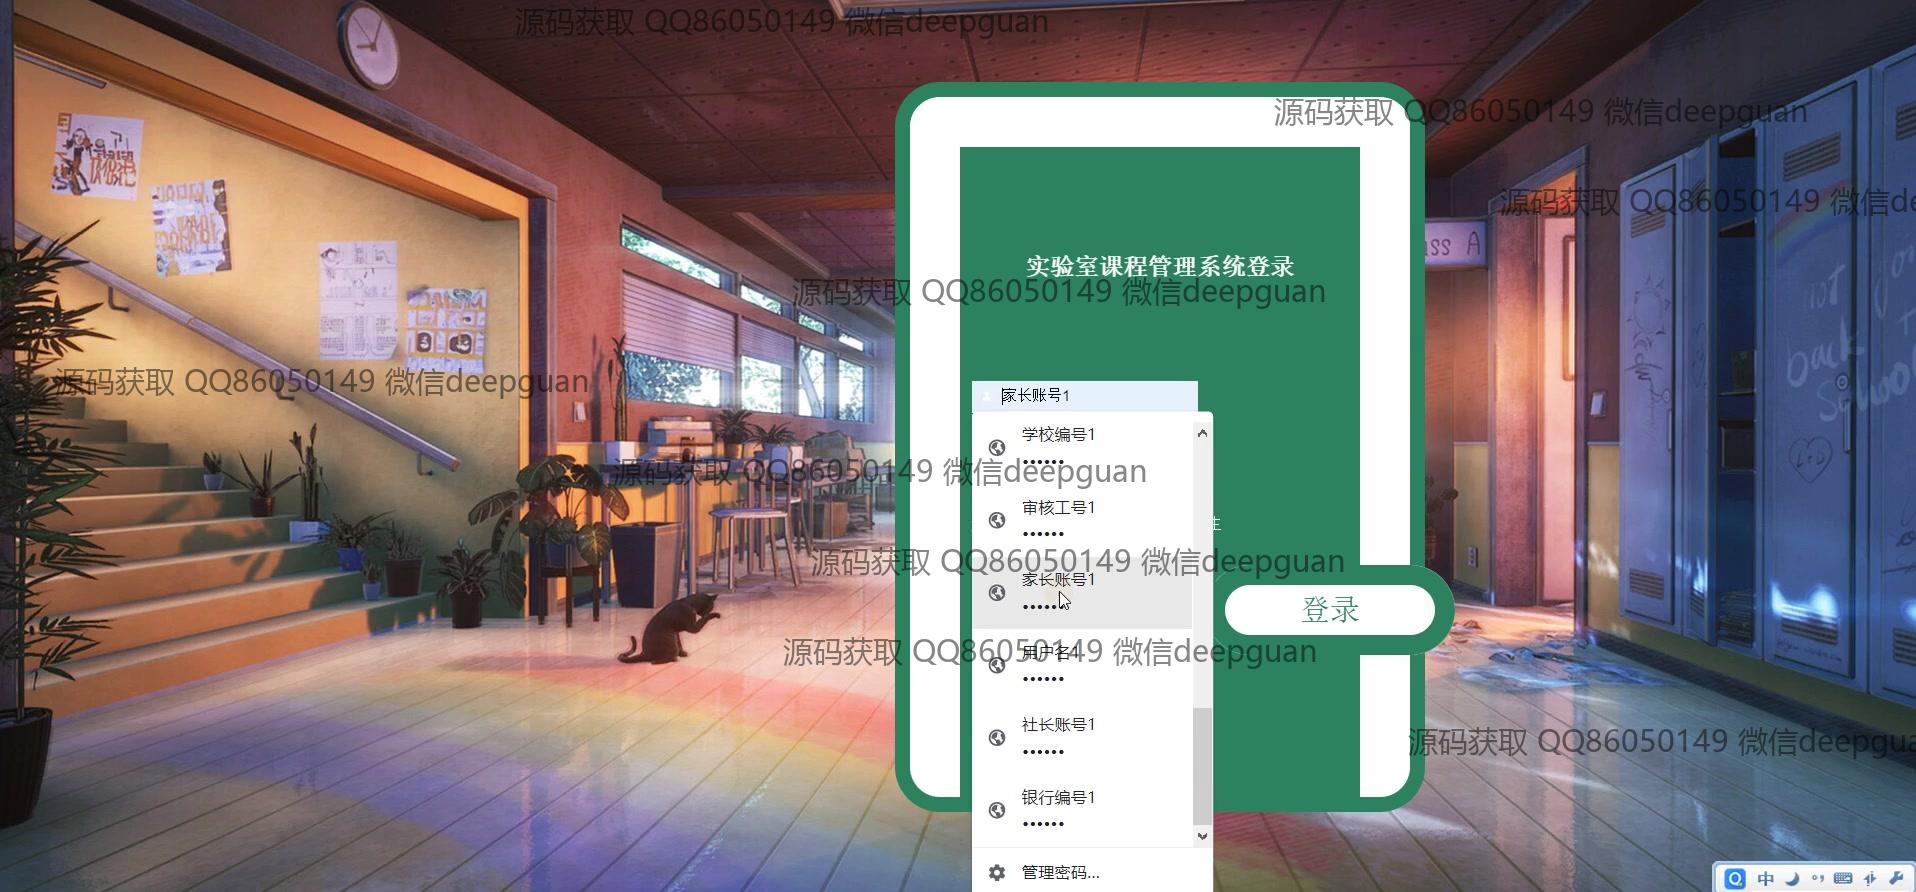 源码获取 QQ86050149 微信deepguan
源码获取 QQ86050149 微信deepguan
源码获取 QQ86050149 微信de
ss A
实验室课程管理系统登录
源码获取 QQ86050149 微信deepguan
not
back
School
源码获取 QQ86050149 微信deepguan
家长账号1
学校编号1
••••••
源码获取 QQ86050149 微信deepguan
审核工号1
••••••
生
源码获取 QQ86050149 微信deepguan
家长账号1
••••••
登录
源码获取 QQ86050149 微信deepguan
用户名1
••••••
社长账号1
••••••
源码获取 QQ86050149 微信deepgua
银行编号1
••••••
管理密码...
中